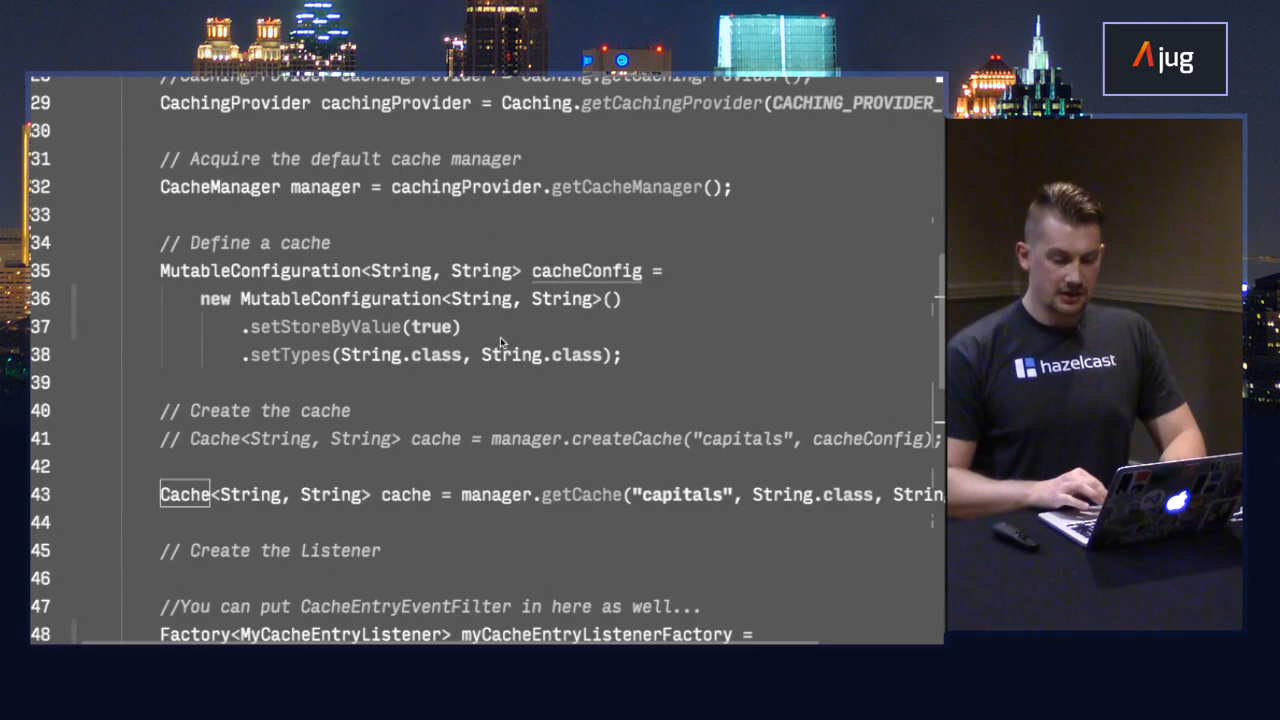 //CachingProvider cachingProvider = Caching.getCachingProvider();
29 CachingProvider cachingProvider = Caching.getCachingProvider(CACHING_PROVIDER_
30
31 // Acquire the default cache manager
32 CacheManager manager = cachingProvider.getCacheManager();
33
34 // Define a cache
35 MutableConfiguration<String, String> cacheConfig =
36 new MutableConfiguration<String, String>()
37 .setStoreByValue(true)
38 .setTypes(String.class, String.class);
39
40 // Create the cache
41 // Cache<String, String> cache = manager.createCache("capitals", cacheConfig);
42
43 Cache<String, String> cache = manager.getCache("capitals", String.class, Strin
44
45 // Create the Listener
46
47 //You can put CacheEntryEventFilter in here as well...
48 Factory<MyCacheEntryListener> myCacheEntryListenerFactory =
jug
hazelcast